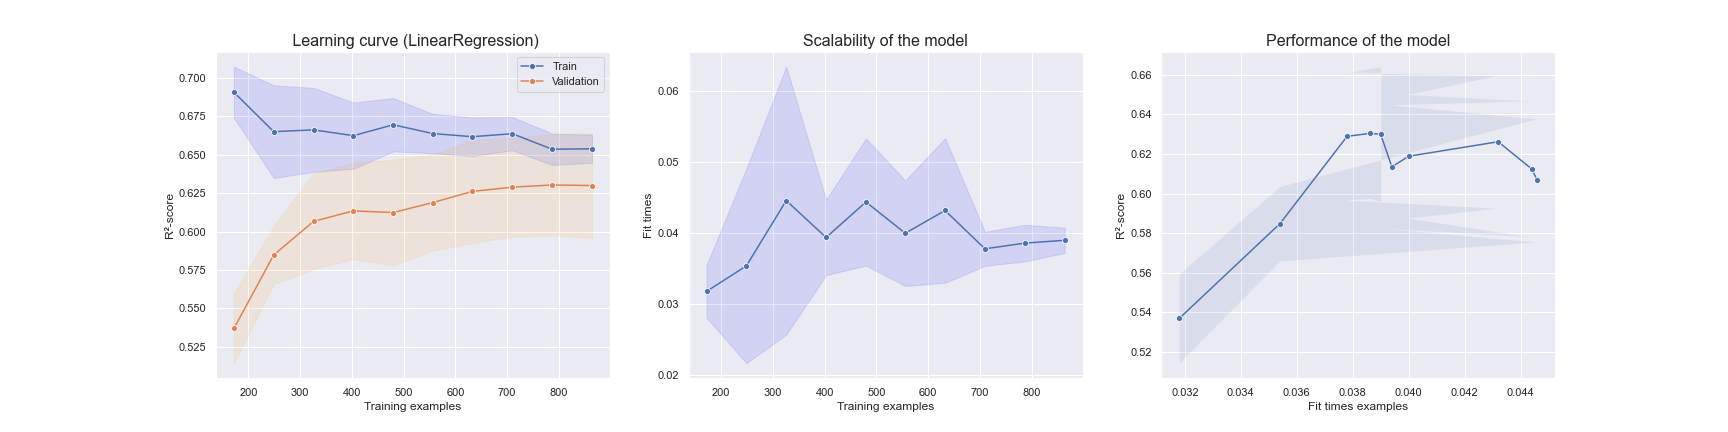 Learning curve (LinearRegression)
Train
Validation
0.700
0.675
0.650
0.625
0.600
0.575
0.550
0.525
R²-score
200 300 400 500 600 700 800
Training examples
Scalability of the model
0.06
0.05
0.04
0.03
0.02
Fit times
200 300 400 500 600 700 800
Training examples
Performance of the model
0.66
0.64
0.62
0.60
0.58
0.56
0.54
0.52
R²-score
0.032 0.034 0.036 0.038 0.040 0.042 0.044
Fit times examples